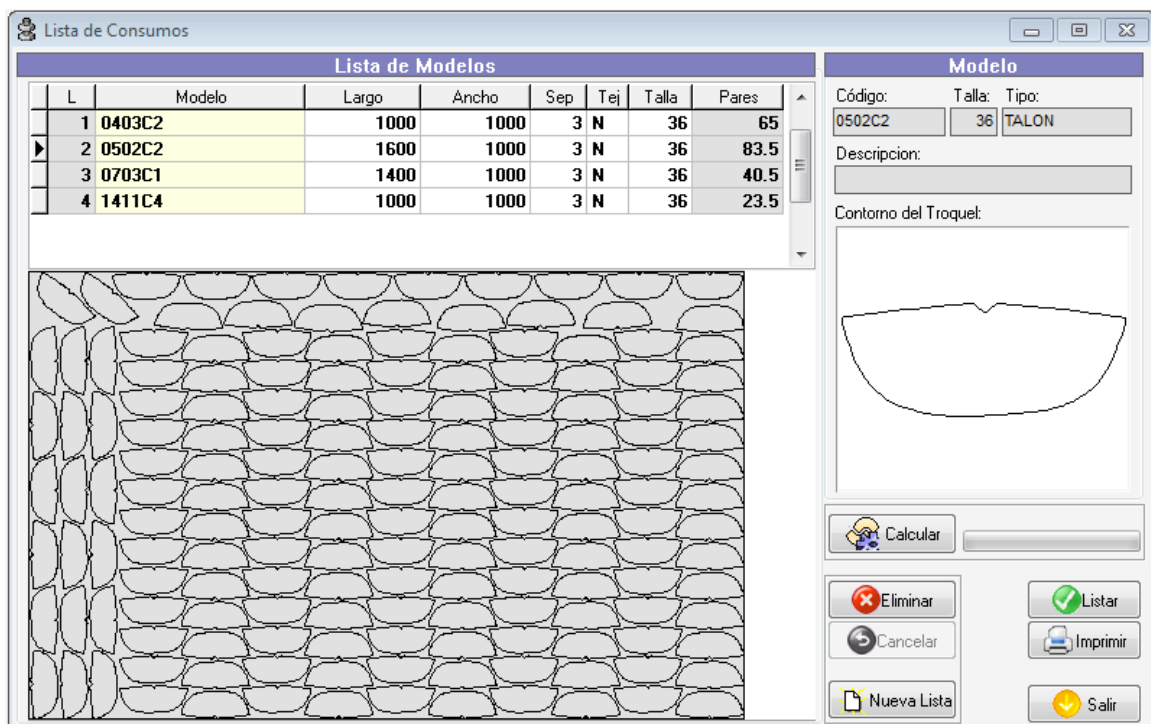 Lista de Consumos
Lista de Modelos
L Modelo Largo Ancho Sep Tej Talla Pares
1 0403C2 1000 1000 3 N 36 65
2 0502C2 1600 1000 3 N 36 83.5
3 0703C1 1400 1000 3 N 36 40.5
4 1411C4 1000 1000 3 N 36 23.5
Modelo
Código: Talla: Tipo:
0502C2 36 TALON
Descripcion:
Contorno del Troquel:
Calcular
Eliminar Listar
Cancelar Imprimir
Nueva Lista Salir